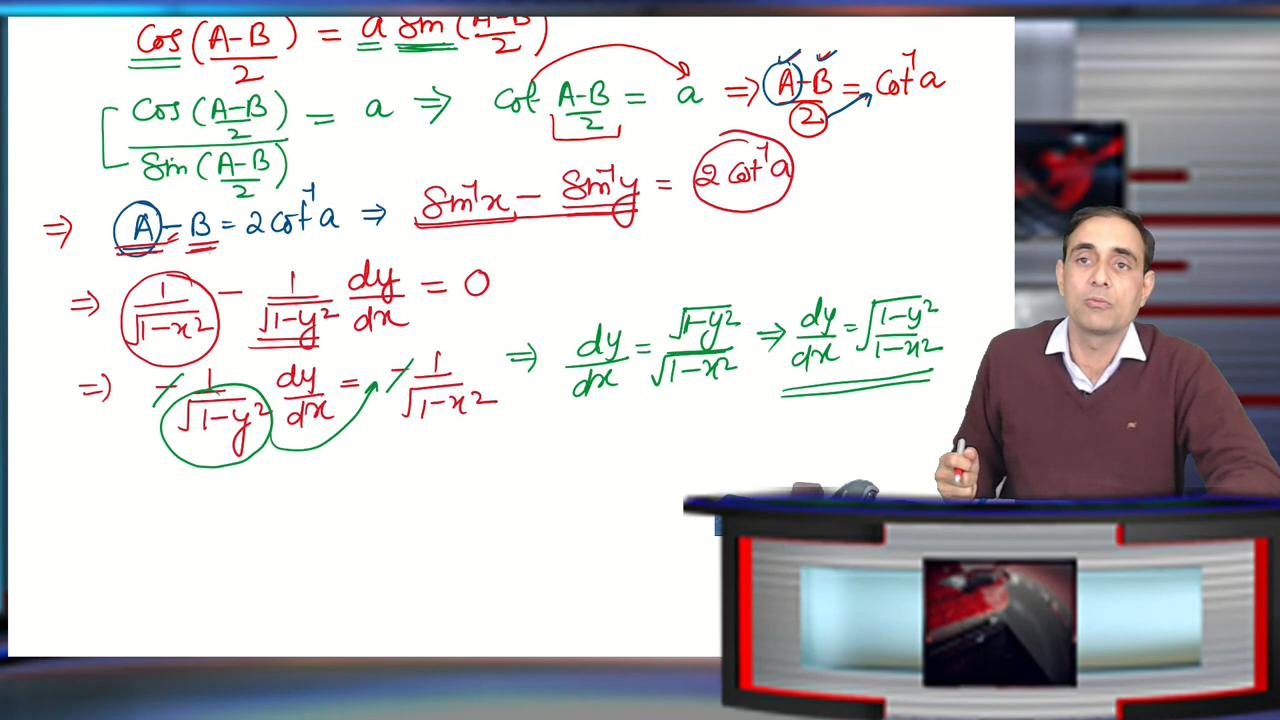 cos(A-B/2) = a sin(A-B/2)
cos(A-B/2)/sin(A-B/2) = a ⇒ cot A-B/2 = a ⇒ A-B/2 = cot⁻¹a
⇒ A - B = 2cot⁻¹a ⇒ sin⁻¹x - sin⁻¹y = 2cot⁻¹a
⇒ 1/√1-x² - 1/√1-y² dy/dx = 0
⇒ - 1/√1-y² dy/dx = - 1/√1-x² ⇒ dy/dx = √1-y²/√1-x² ⇒ dy/dx = √1-y²/1-x²